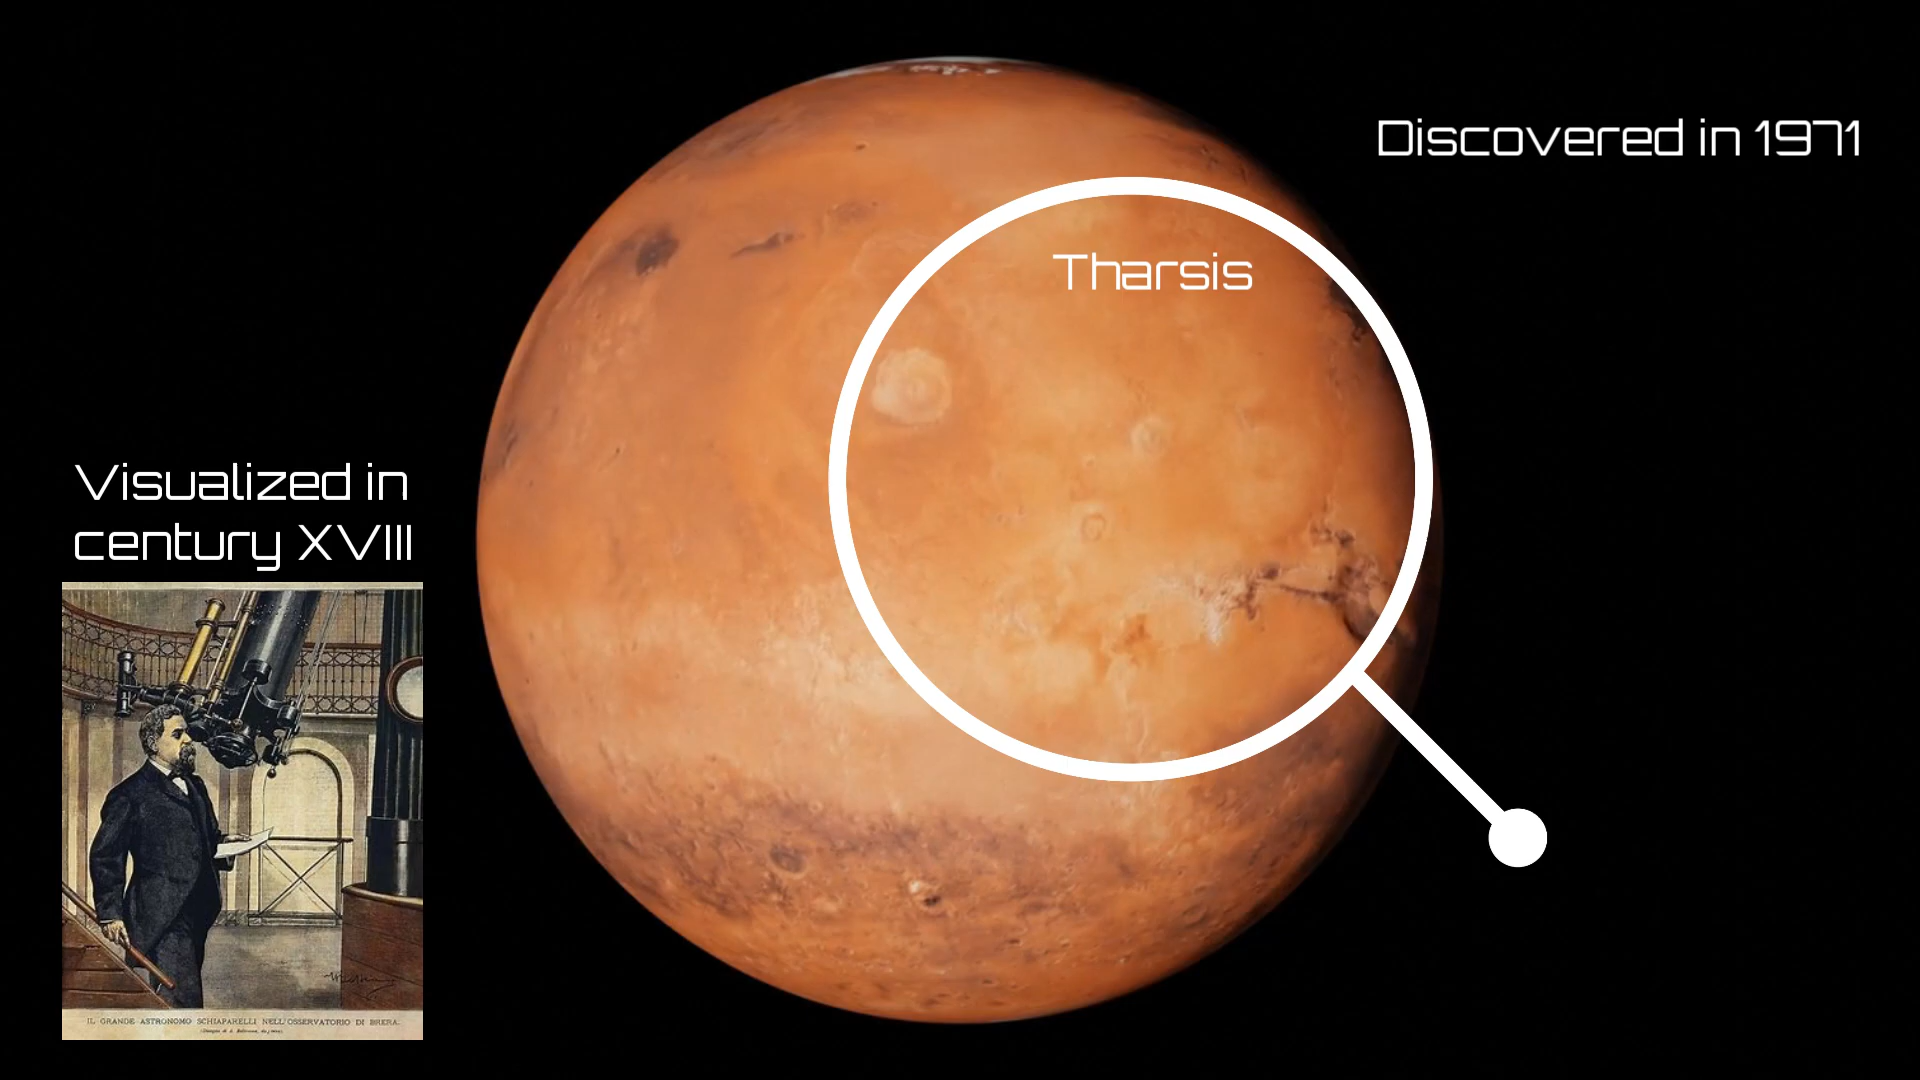 Discovered in 1971
Tharsis
Visualized in
century XVIII
IL GRANDE ASTRONOMO SCHIAPARELLI NELL'OSSERVATORIO DI BRERA.